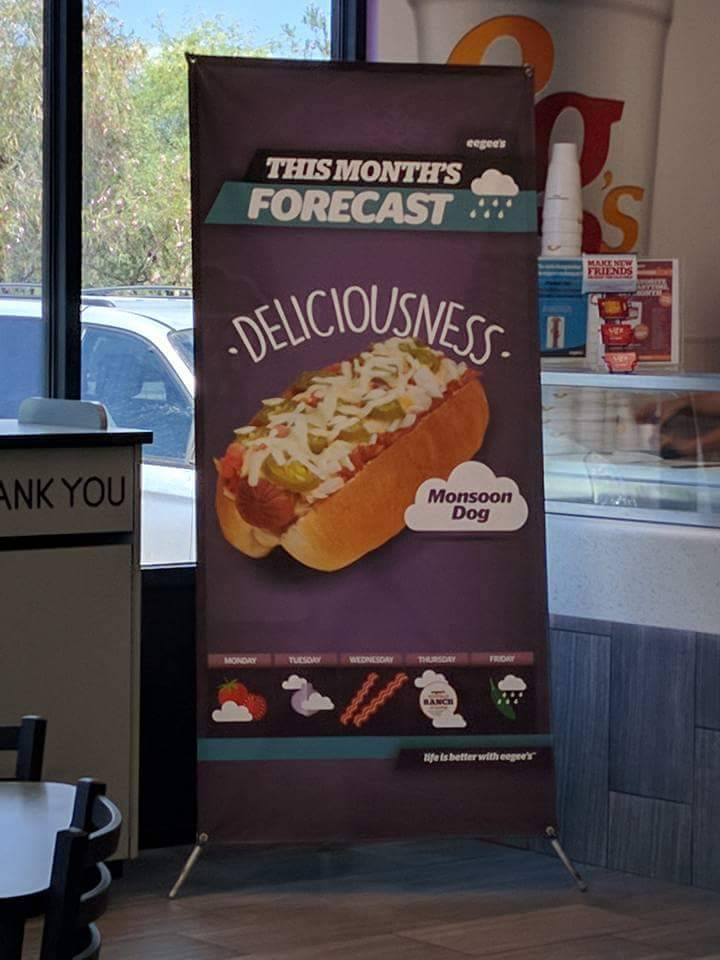 eegee's
THIS MONTH'S
FORECAST
·DELICIOUSNESS·
Monsoon
Dog
MONDAY TUESDAY WEDNESDAY THURSDAY FRIDAY
RANCH
life is better with eegee's
ANK YOU
g's
MAKE NEW
FRIENDS